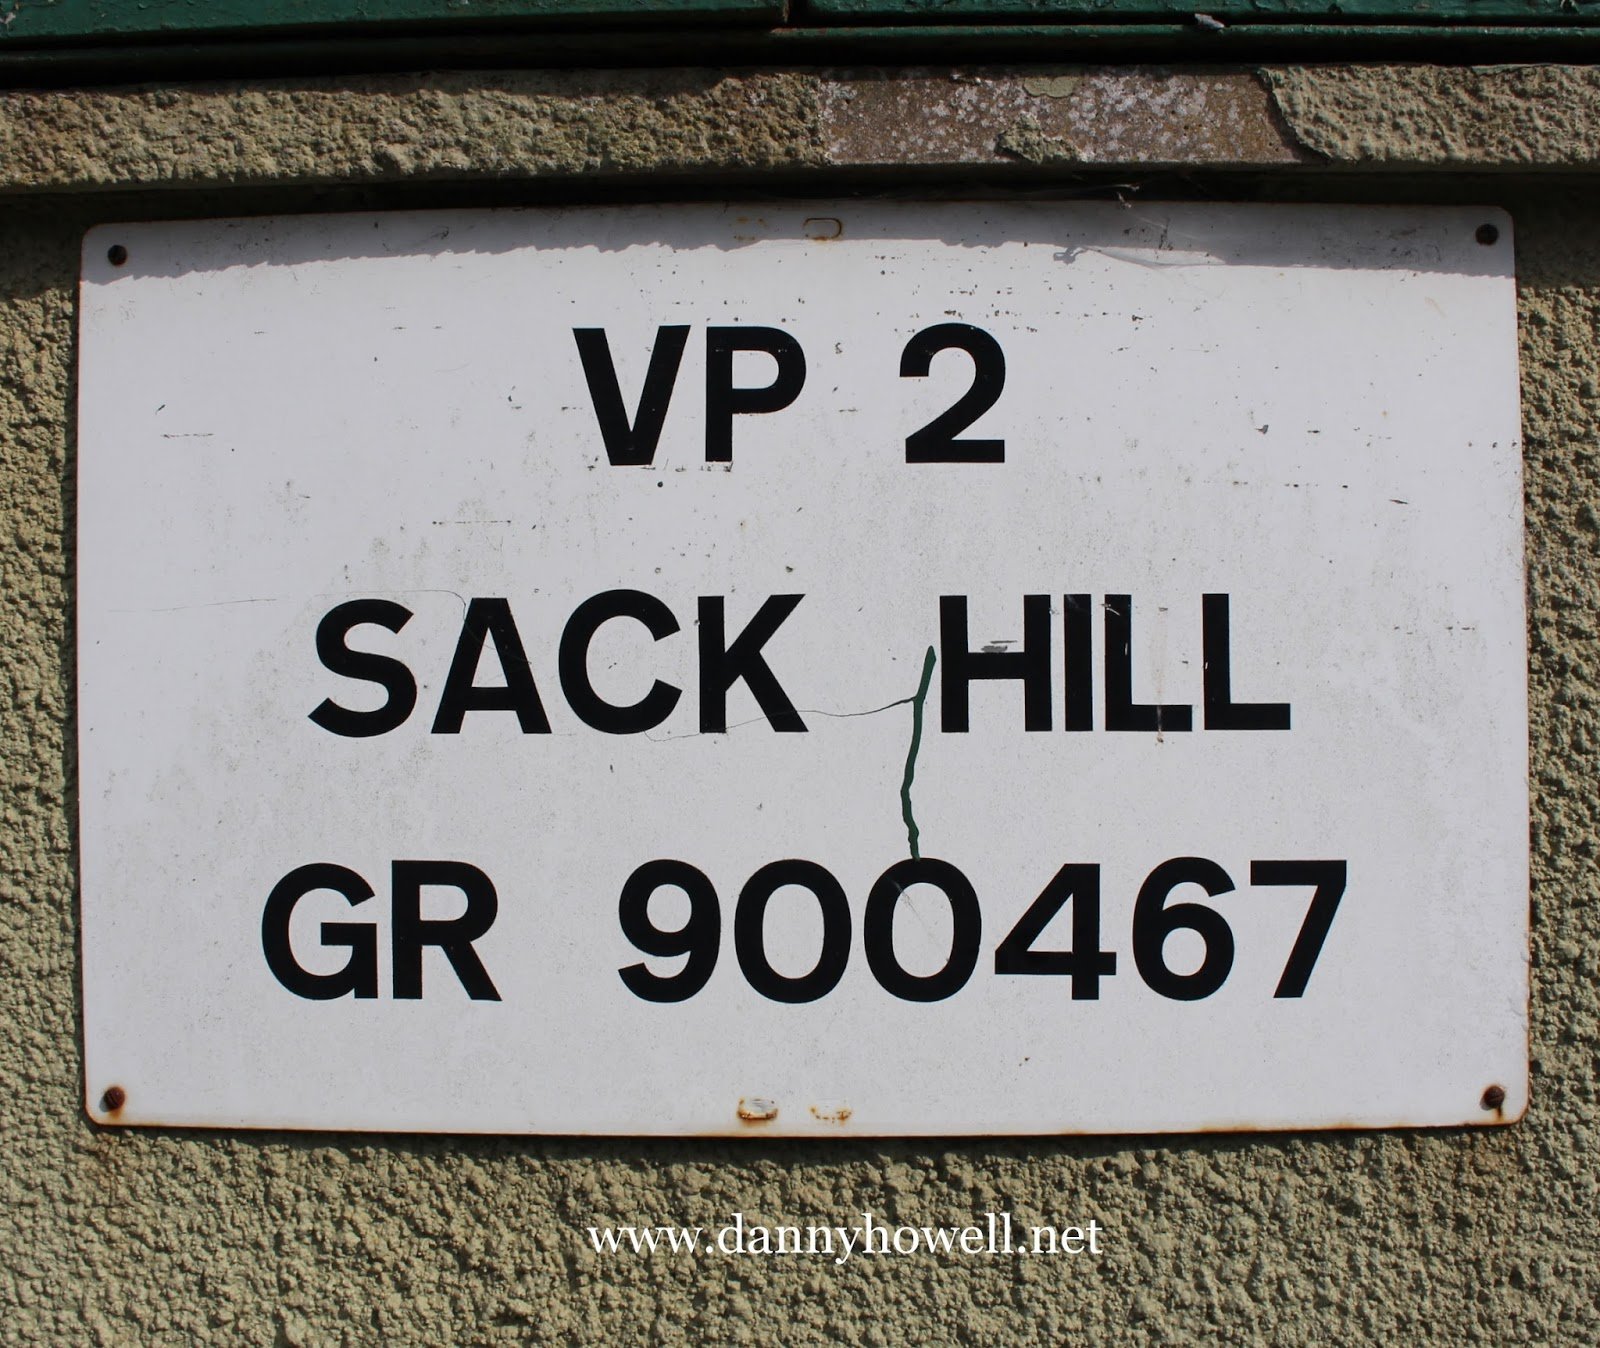 VP 2
SACK HILL
GR 900467
www.dannyhowell.net